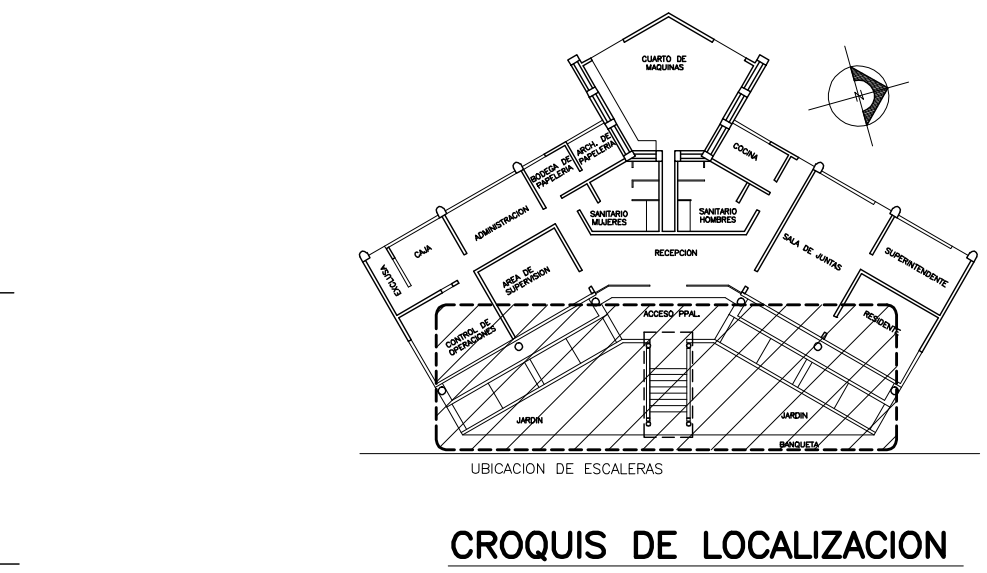 CUARTO DE
MAQUINAS
N
ARCH. DE
PAPELERIA
BODEGA DE
PAPELERIA
COCINA
SANITARIO
MUJERES
SANITARIO
HOMBRES
ADMINISTRACION
CAJA
EXCLUSA
RECEPCION
SALA DE JUNTAS
SUPERINTENDENTE
AREA DE
SUPERVISION
ACCESO PPAL.
RESIDENTE
CONTROL DE
OPERACIONES
JARDIN
JARDIN
BANQUETA
UBICACION DE ESCALERAS
CROQUIS DE LOCALIZACION